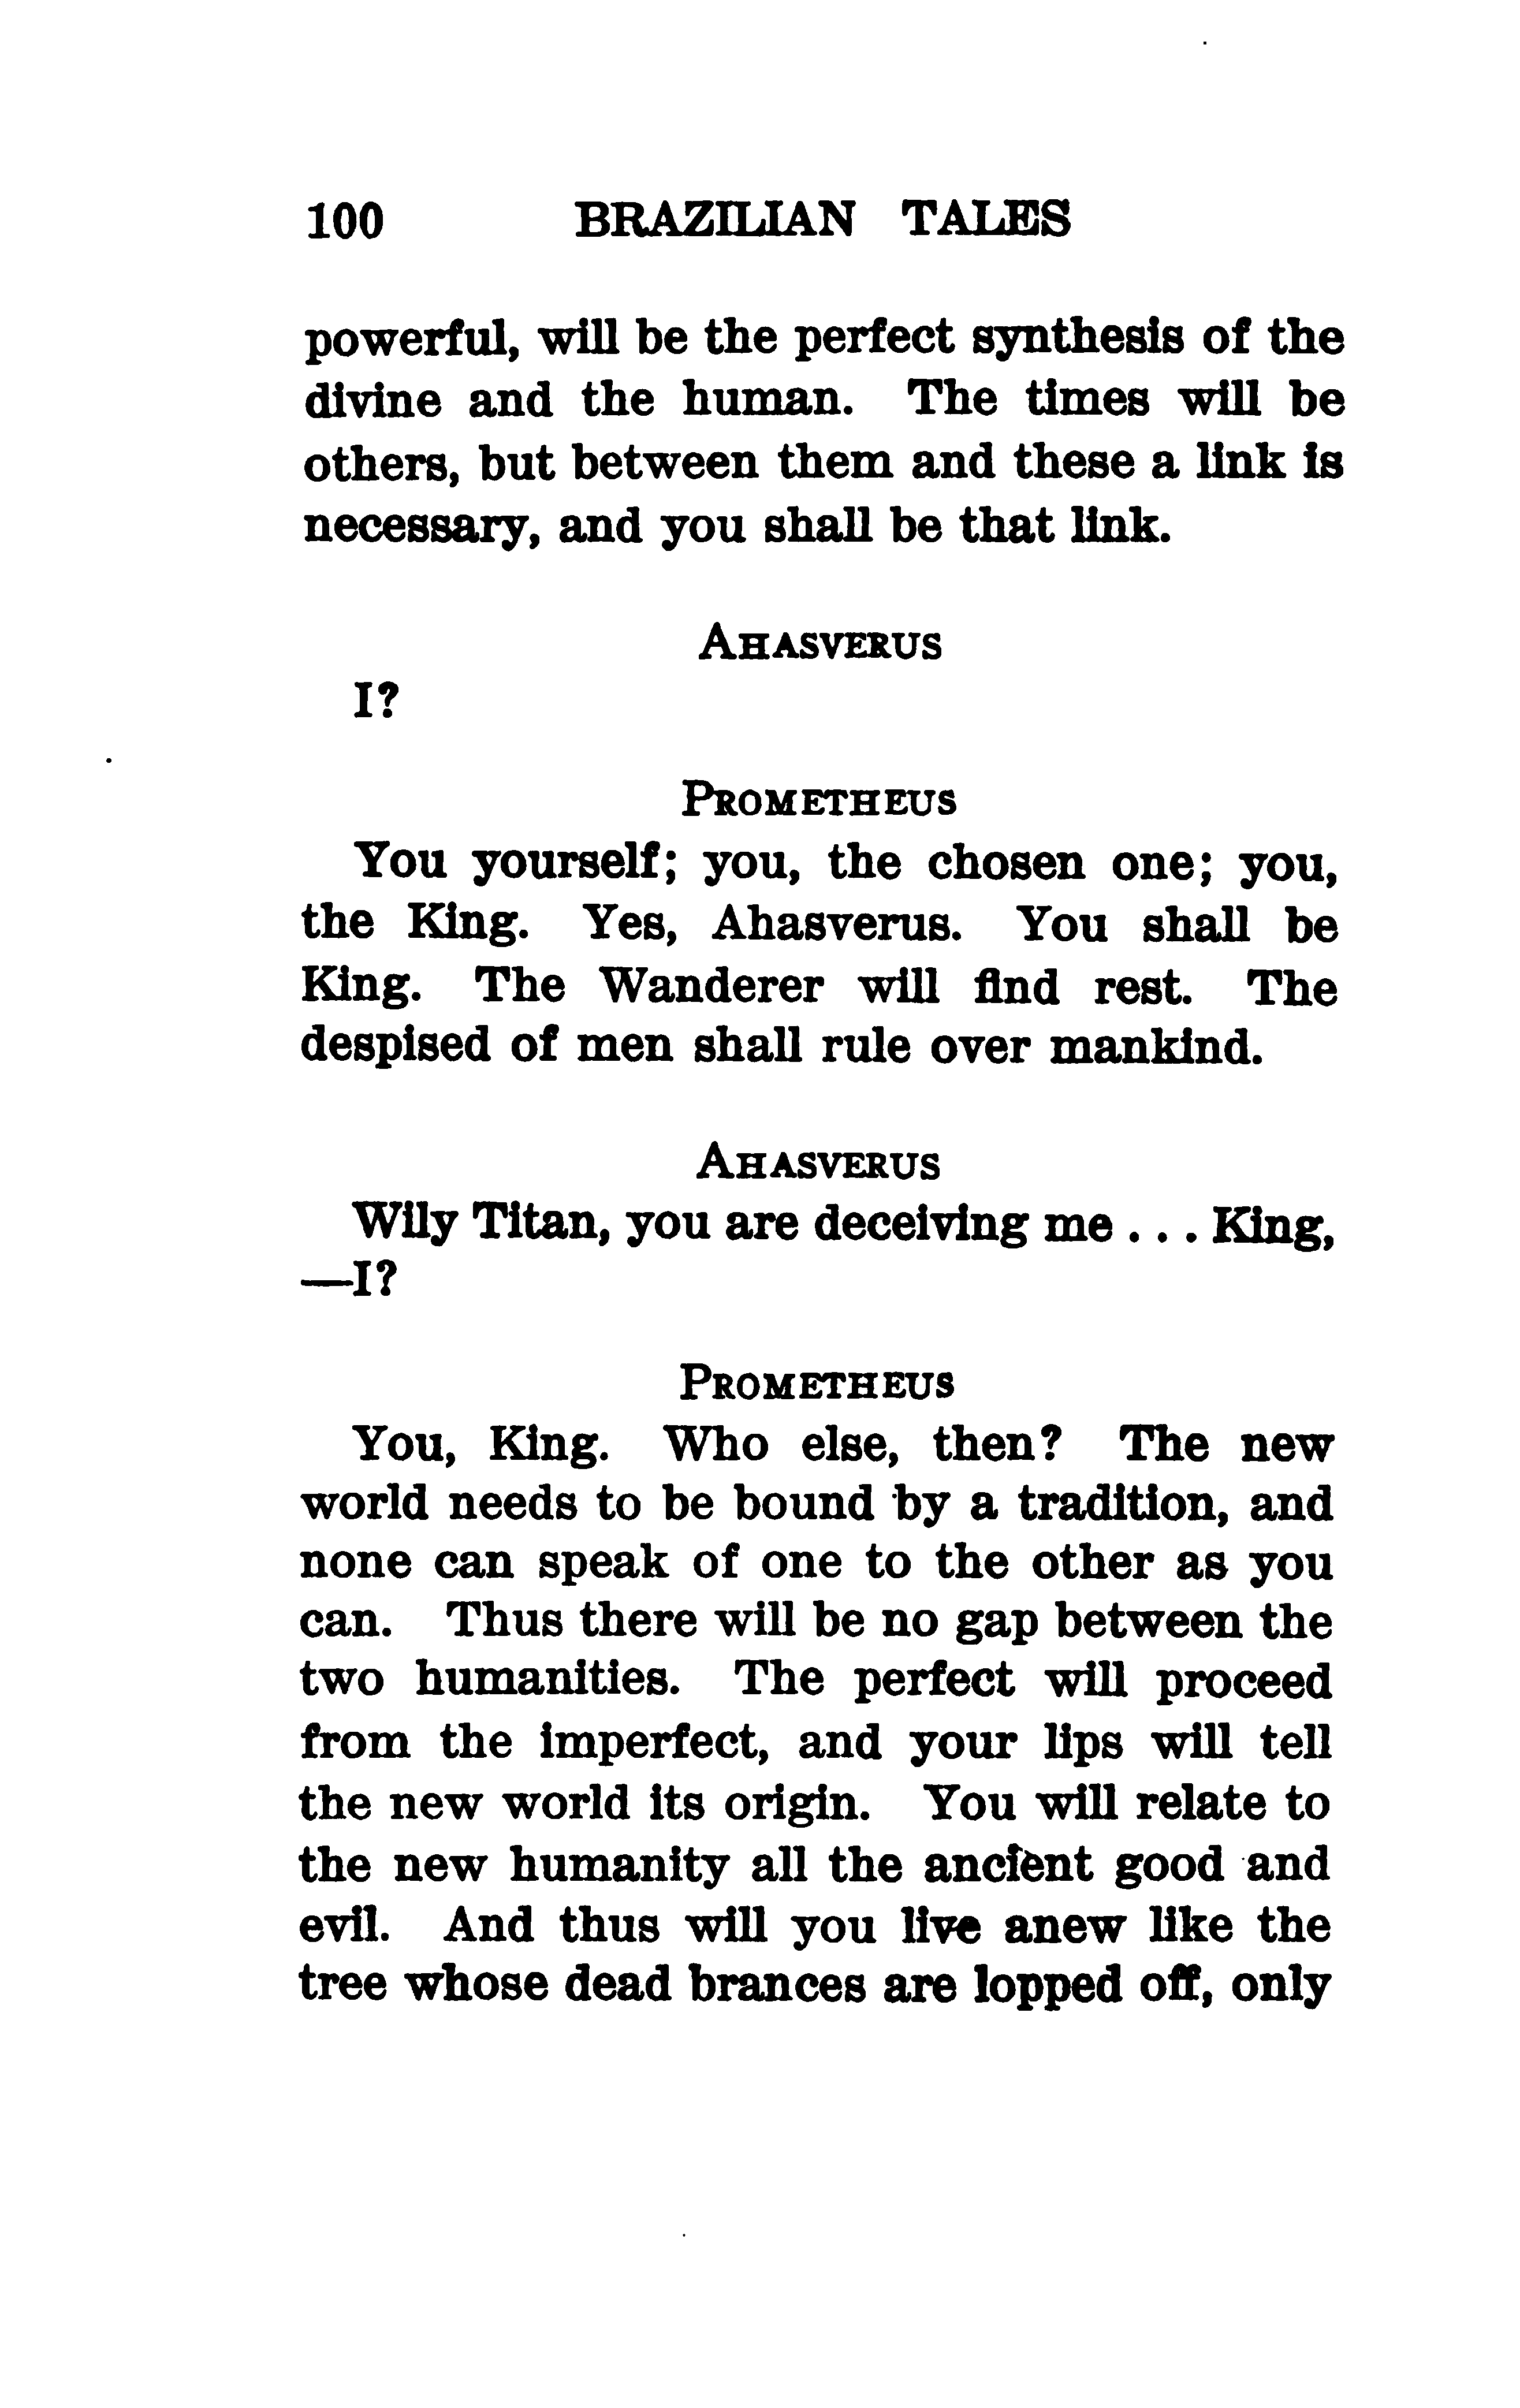 100 BRAZILIAN TALES
powerful, will be the perfect synthesis of the
divine and the human. The times will be
others, but between them and these a link is
necessary, and you shall be that link.
AHASVERUS
I?
PROMETHEUS
You yourself; you, the chosen one; you,
the King. Yes, Ahasverus. You shall be
King. The Wanderer will find rest. The
despised of men shall rule over mankind.
AHASVERUS
Wily Titan, you are deceiving me . . . King,
—I?
PROMETHEUS
You, King. Who else, then? The new
world needs to be bound by a tradition, and
none can speak of one to the other as you
can. Thus there will be no gap between the
two humanities. The perfect will proceed
from the imperfect, and your lips will tell
the new world its origin. You will relate to
the new humanity all the ancient good and
evil. And thus will you live anew like the
tree whose dead brances are lopped off, only